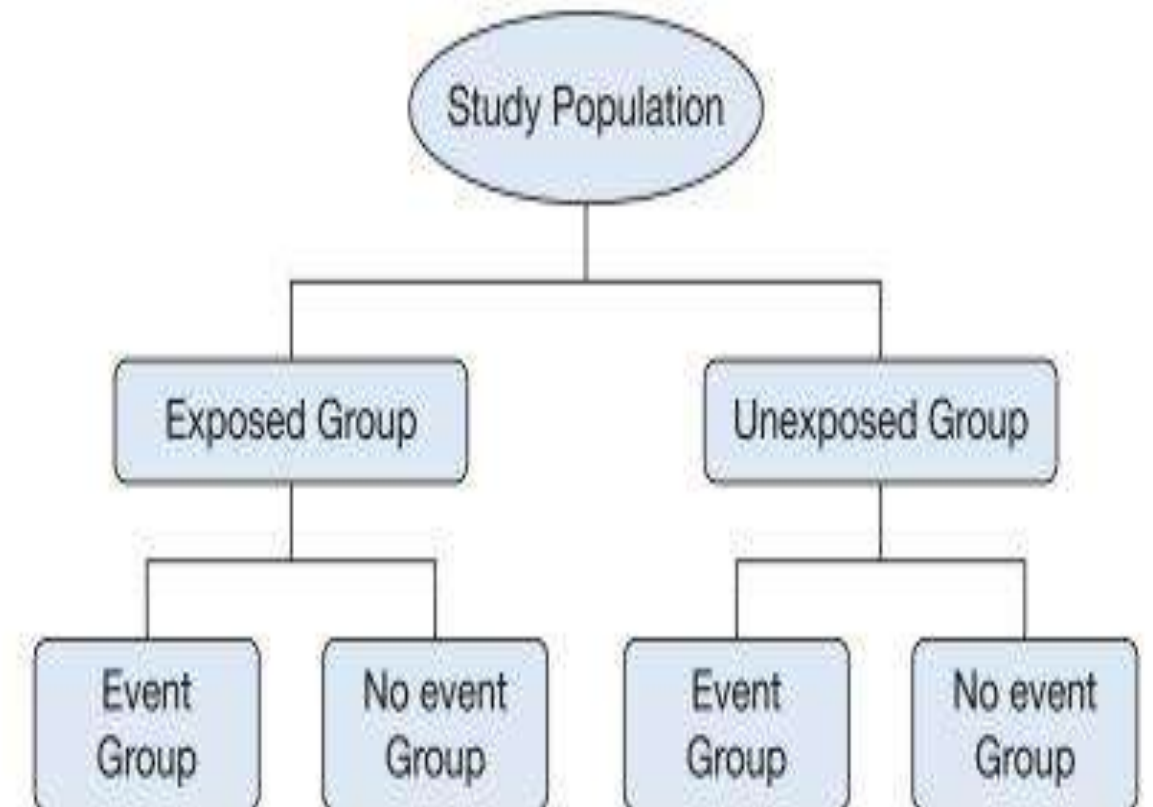 Study Population
Exposed Group
Unexposed Group
Event
Group
No event
Group
Event
Group
No event
Group